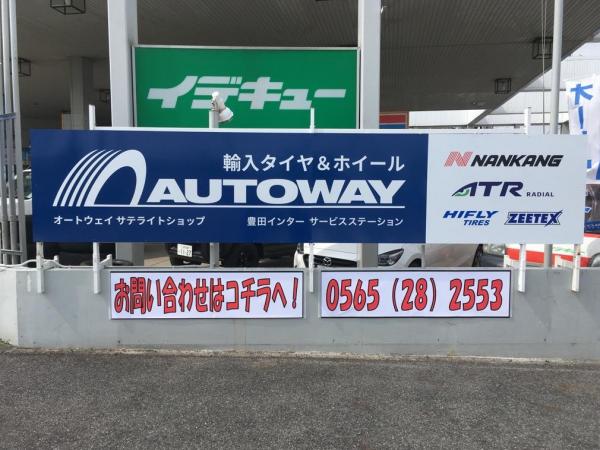 イデキュー
輸入タイヤ&ホイール
AUTOWAY
オートウェイ サテライトショップ 豊田インター サービスステーション
NANKANG
ATR RADIAL
HIFLY TIRES
ZEETEX
お問い合わせはコチラへ!
0565 (28) 2553